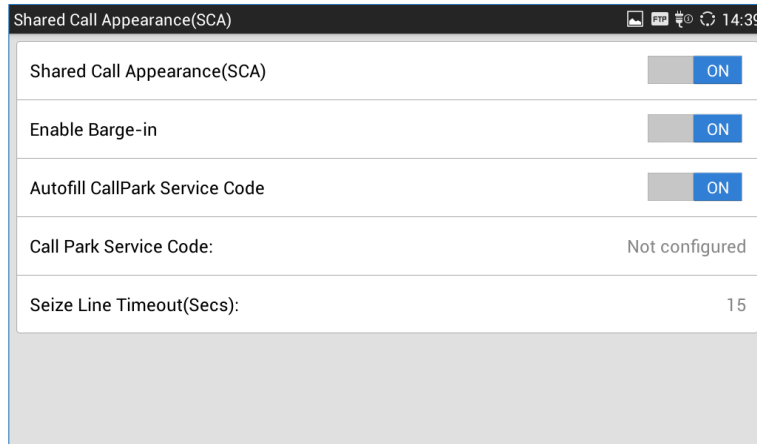 Shared Call Appearance(SCA) FTP 14:39
Shared Call Appearance(SCA) ON
Enable Barge-in ON
Autofill CallPark Service Code ON
Call Park Service Code: Not configured
Seize Line Timeout(Secs): 15